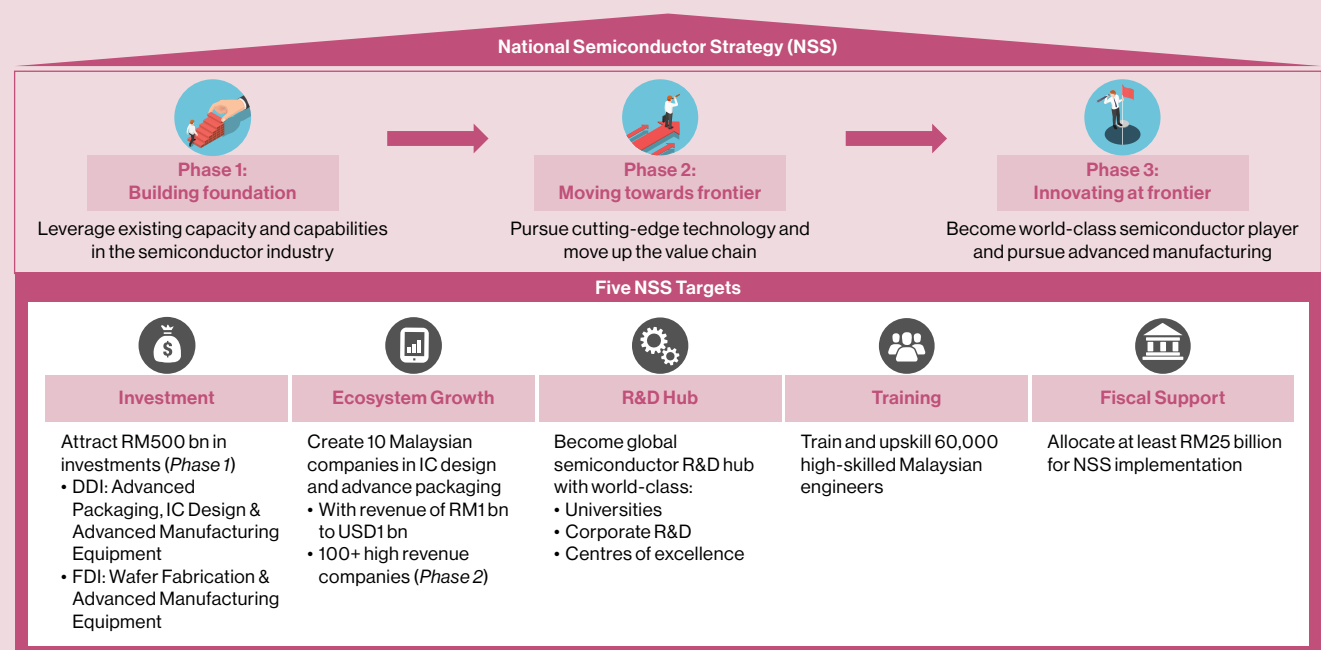 National Semiconductor Strategy (NSS)
Phase 1:
Building foundation
Leverage existing capacity and capabilities
in the semiconductor industry
Phase 2:
Moving towards frontier
Pursue cutting-edge technology and
move up the value chain
Phase 3:
Innovating at frontier
Become world-class semiconductor player
and pursue advanced manufacturing
Five NSS Targets
$
Investment
Attract RM500 bn in
investments (Phase 1)
• DDI: Advanced
Packaging, IC Design &
Advanced Manufacturing
Equipment
• FDI: Wafer Fabrication &
Advanced Manufacturing
Equipment
Ecosystem Growth
Create 10 Malaysian
companies in IC design
and advance packaging
• With revenue of RM1 bn
to USD1 bn
• 100+ high revenue
companies (Phase 2)
R&D Hub
Become global
semiconductor R&D hub
with world-class:
• Universities
• Corporate R&D
• Centres of excellence
Training
Train and upskill 60,000
high-skilled Malaysian
engineers
Fiscal Support
Allocate at least RM25 billion
for NSS implementation